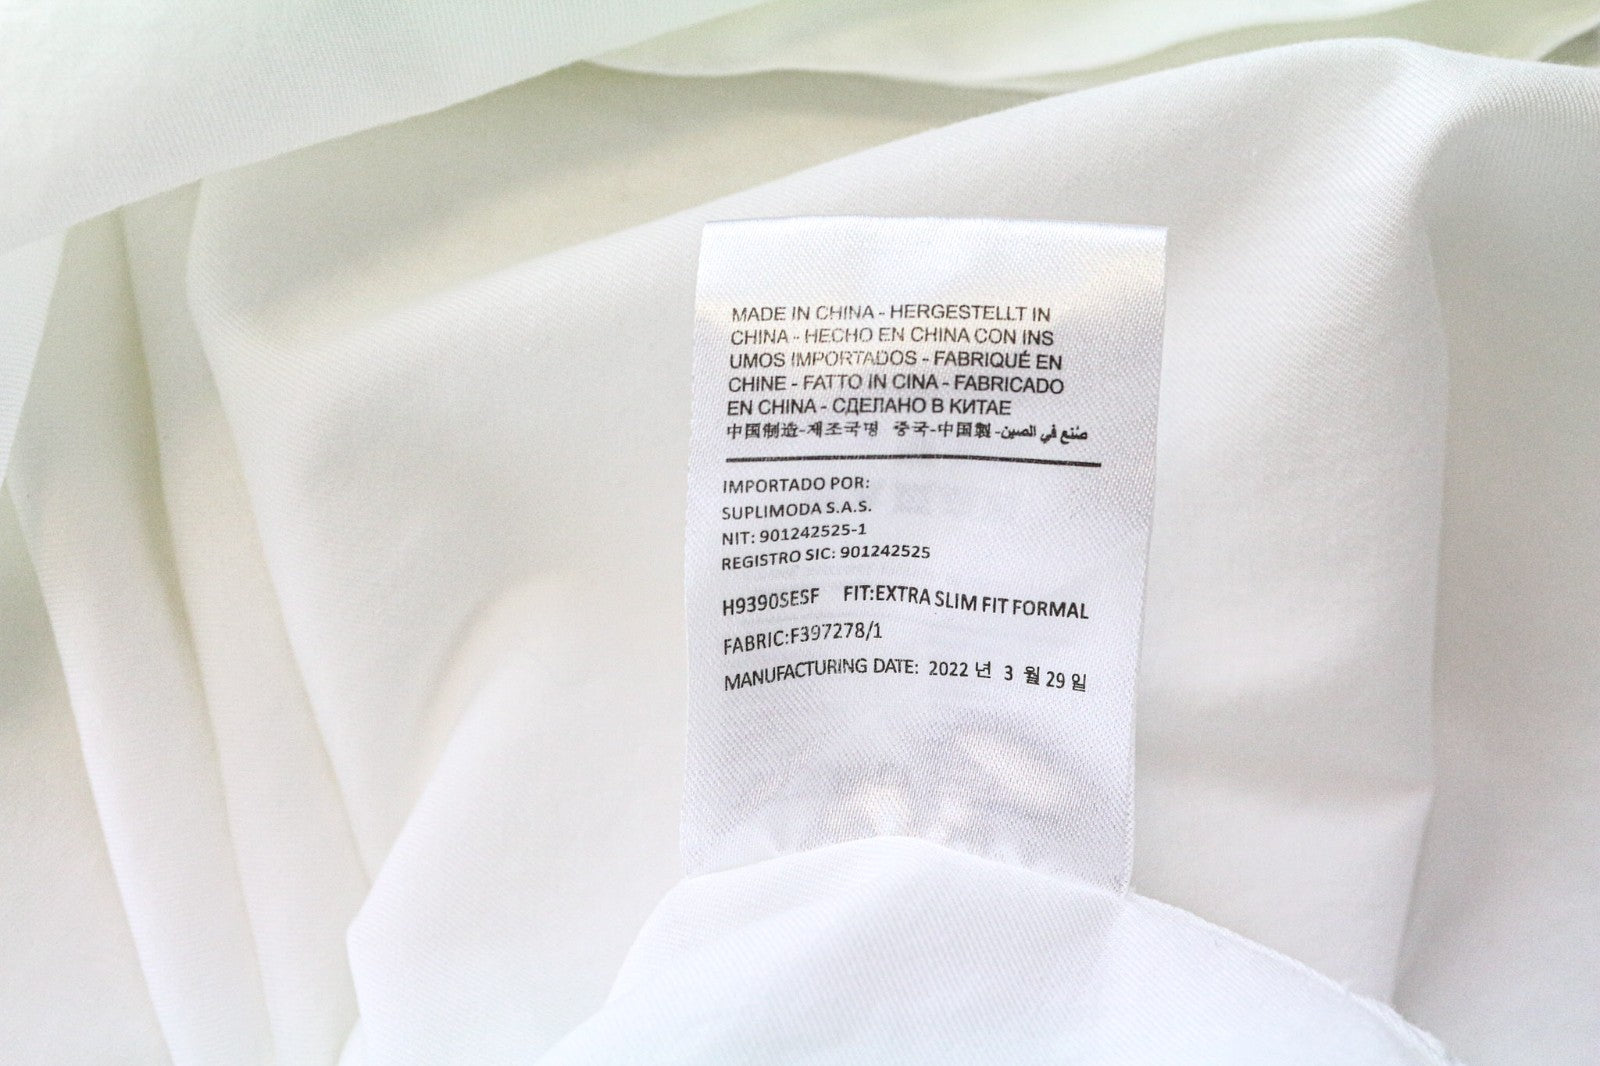 MADE IN CHINA - HERGESTELLT IN
CHINA - HECHO EN CHINA CON INS
UMOS IMPORTADOS - FABRIQUÉ EN
CHINE - FATTO IN CINA - FABRICADO
EN CHINA - СДЕЛАНО В КИТАЕ
中国制造-제조국명 중국-中国製-صُنع في الصين
IMPORTADO POR:
SUPLIMODA S.A.S.
NIT: 901242525-1
REGISTRO SIC: 901242525
H9390SESF FIT:EXTRA SLIM FIT FORMAL
FABRIC:F397278/1
MANUFACTURING DATE: 2022 년 3 월 29 일